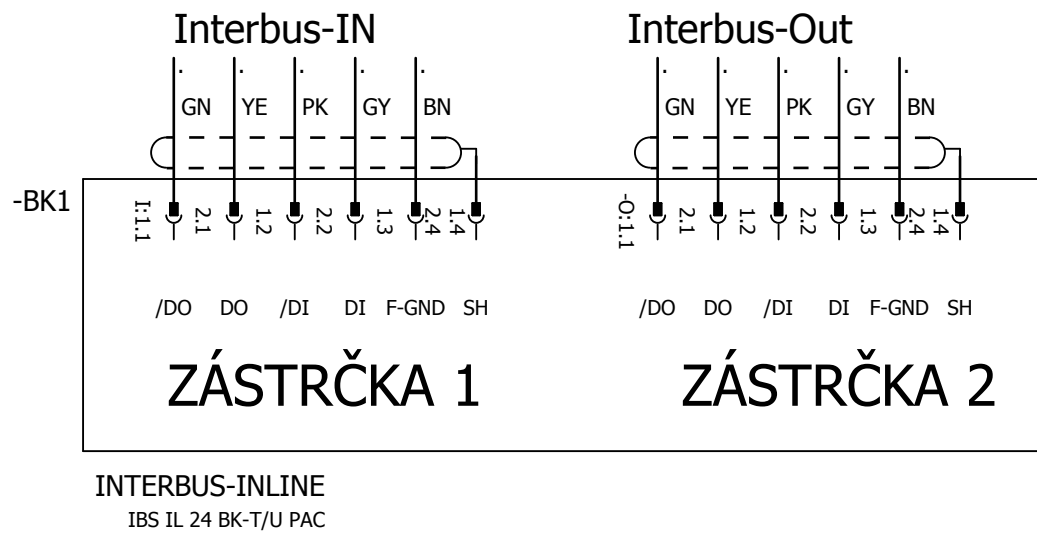 Interbus-IN Interbus-Out
. . . . . . . . . .
GN YE PK GY BN GN YE PK GY BN
-BK1
I:1.1 2.1 1.2 2.2 1.3 2.4 1.4 -O:1.1 2.1 1.2 2.2 1.3 2.4 1.4
/DO DO /DI DI F-GND SH /DO DO /DI DI F-GND SH
ZÁSTRČKA 1 ZÁSTRČKA 2
INTERBUS-INLINE
IBS IL 24 BK-T/U PAC